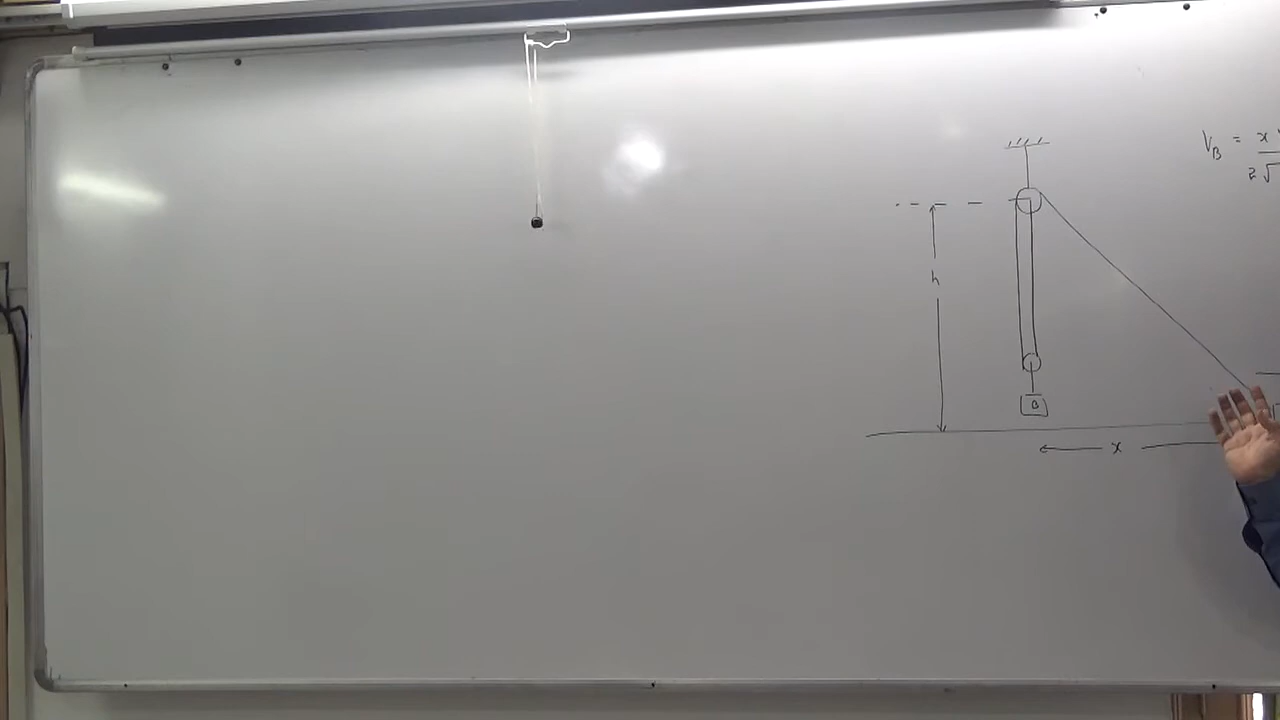 V_B = x
2√
h
B
x